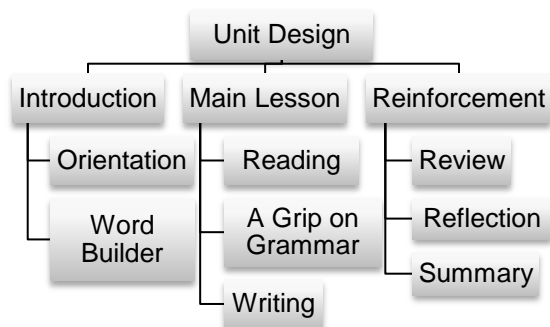 Unit Design
Introduction
Orientation
Word
Builder
Main Lesson
Reading
A Grip on
Grammar
Writing
Reinforcement
Review
Reflection
Summary